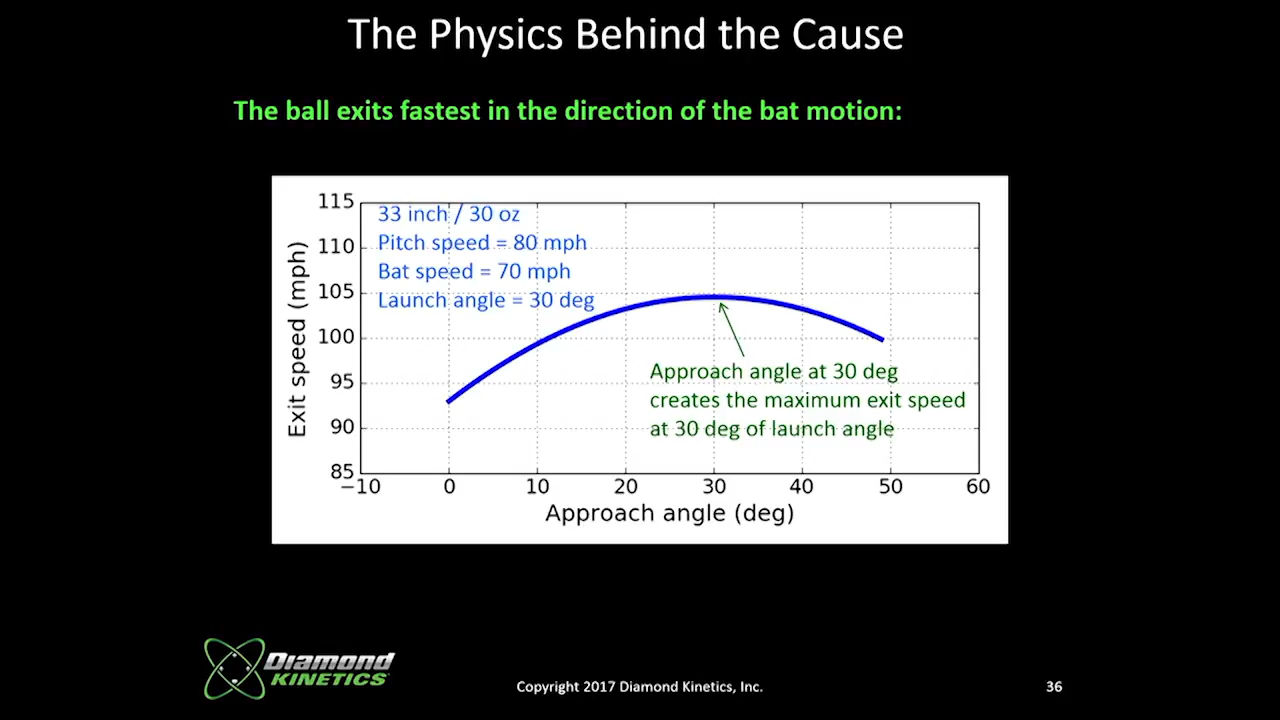 The Physics Behind the Cause
The ball exits fastest in the direction of the bat motion:
115
110
105
100
95
90
85
Exit speed (mph)
33 inch / 30 oz
Pitch speed = 80 mph
Bat speed = 70 mph
Launch angle = 30 deg
Approach angle at 30 deg
creates the maximum exit speed
at 30 deg of launch angle
−10 0 10 20 30 40 50 60
Approach angle (deg)
Diamond
KINETICS
Copyright 2017 Diamond Kinetics, Inc.
36